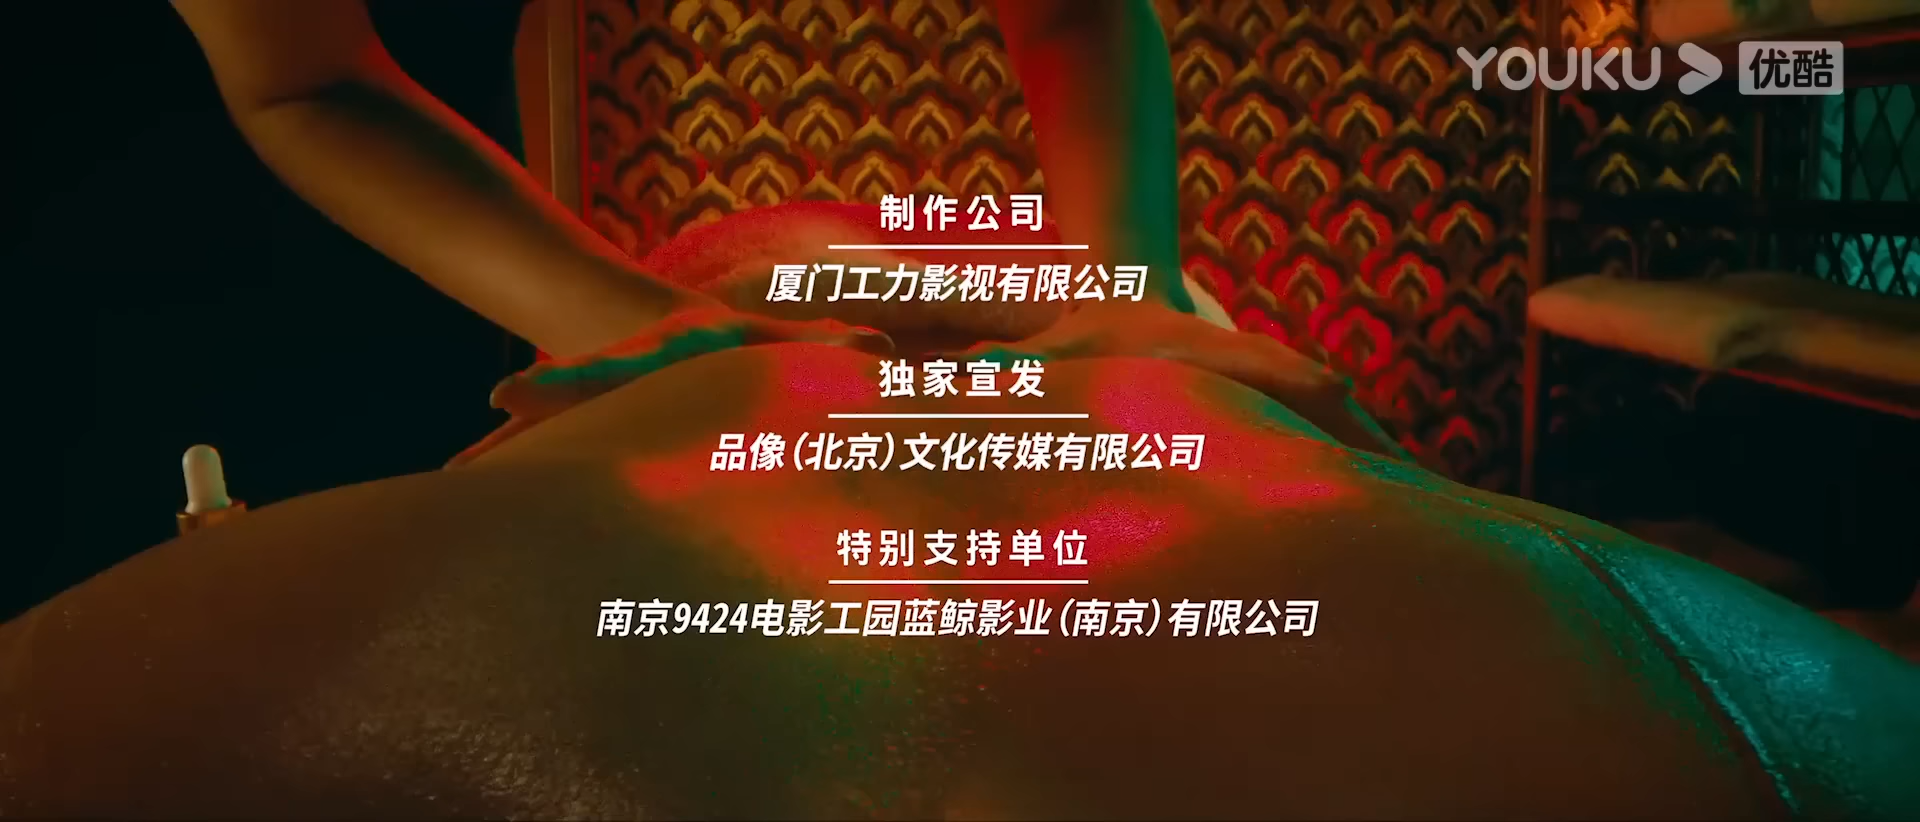 YOUKU 优酷
制作公司
厦门工力影视有限公司
独家宣发
品像(北京)文化传媒有限公司
特别支持单位
南京9424电影工园蓝鲸影业(南京)有限公司